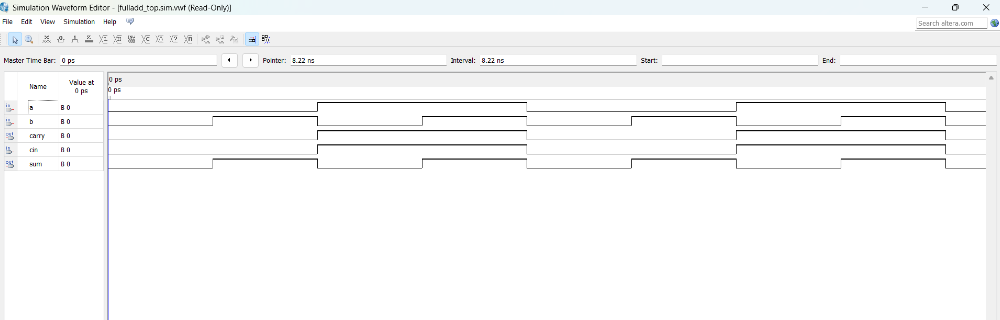 Simulation Waveform Editor - [fulladd_top.sim.vwf (Read-Only)]
File Edit View Simulation Help
Search altera.com
Master Time Bar: 0 ps Pointer: 8.22 ns Interval: 8.22 ns Start: End:
Name Value at 0 ps
0 ps
0 ps
a B 0
b B 0
carry B 0
cin B 0
sum B 0